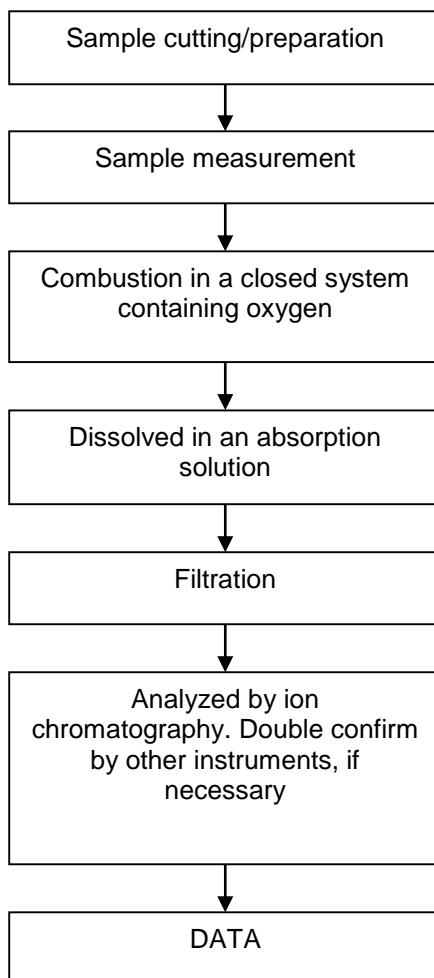 Sample cutting/preparation
Sample measurement
Combustion in a closed system
containing oxygen
Dissolved in an absorption
solution
Filtration
Analyzed by ion
chromatography. Double confirm
by other instruments, if
necessary
DATA